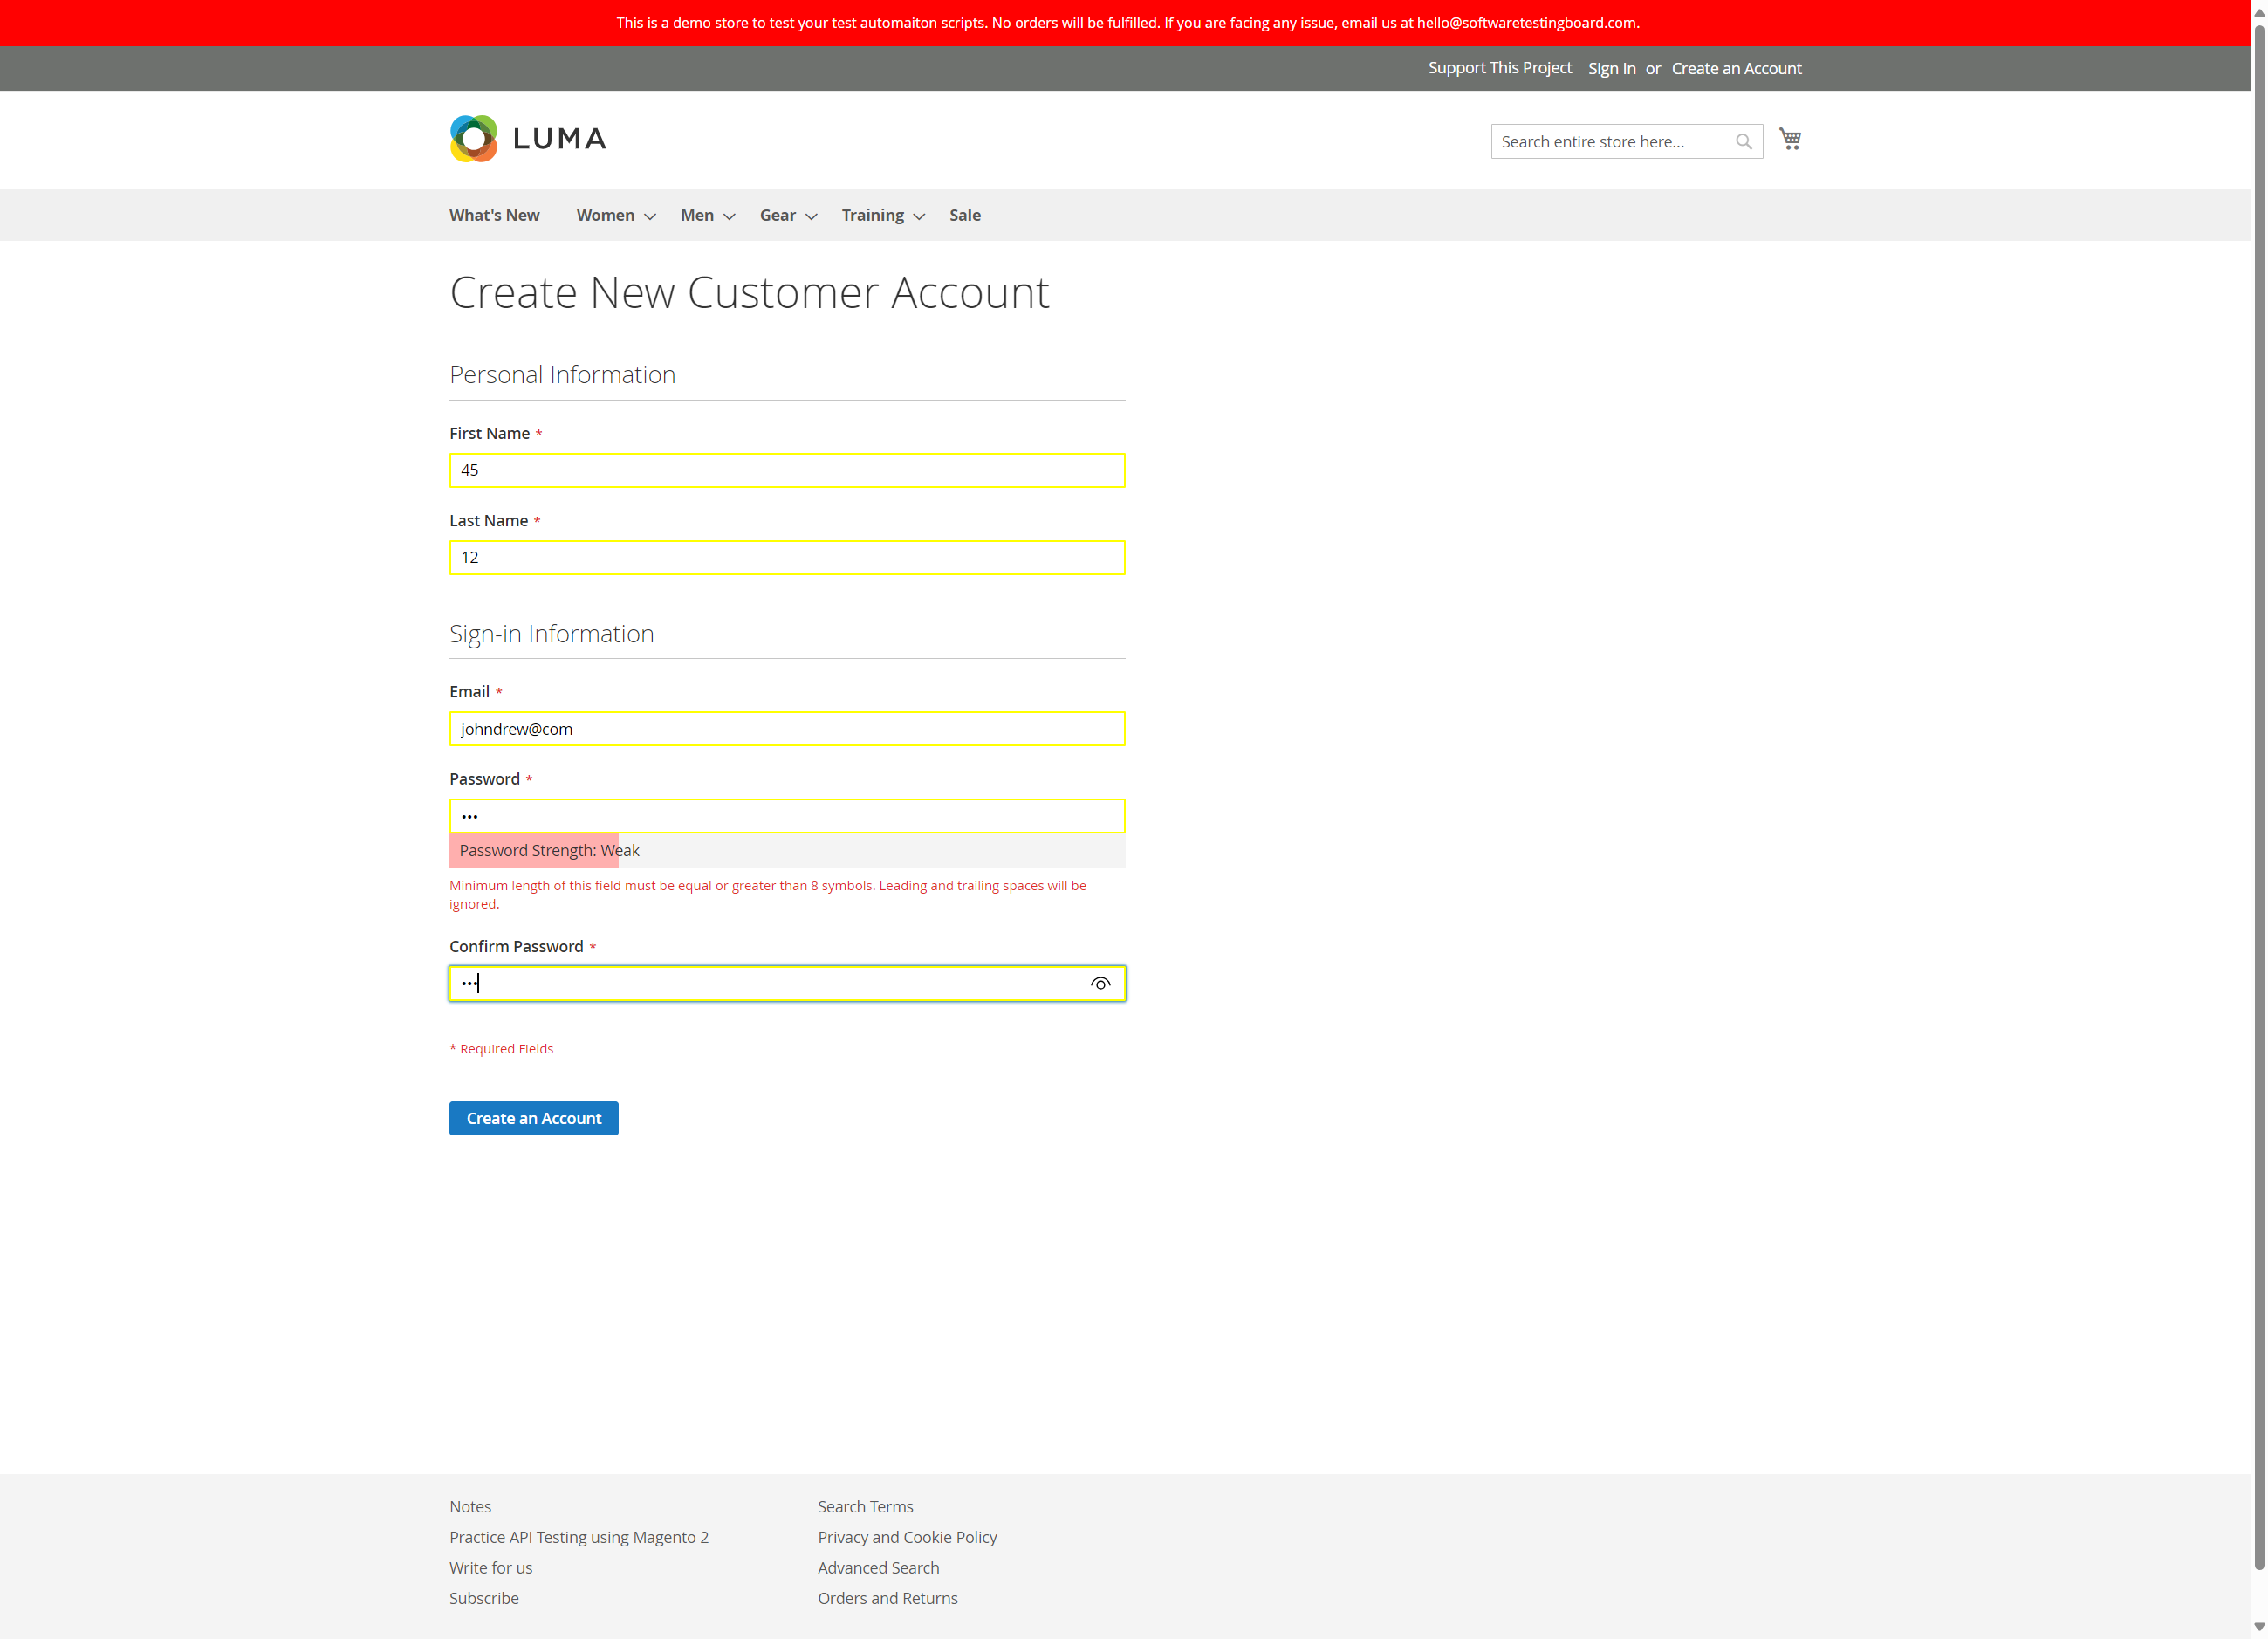 This is a demo store to test your test automaiton scripts. No orders will be fulfilled. If you are facing any issue, email us at hello@softwaretestingboard.com.
Support This Project Sign In or Create an Account
LUMA
Search entire store here...
What's New Women Men Gear Training Sale
Create New Customer Account
Personal Information
First Name *
45
Last Name *
12
Sign-in Information
Email *
johndrew@com
Password *
•••
Password Strength: Weak
Minimum length of this field must be equal or greater than 8 symbols. Leading and trailing spaces will be
ignored.
Confirm Password *
•••
* Required Fields
Create an Account
Notes
Practice API Testing using Magento 2
Write for us
Subscribe
Search Terms
Privacy and Cookie Policy
Advanced Search
Orders and Returns